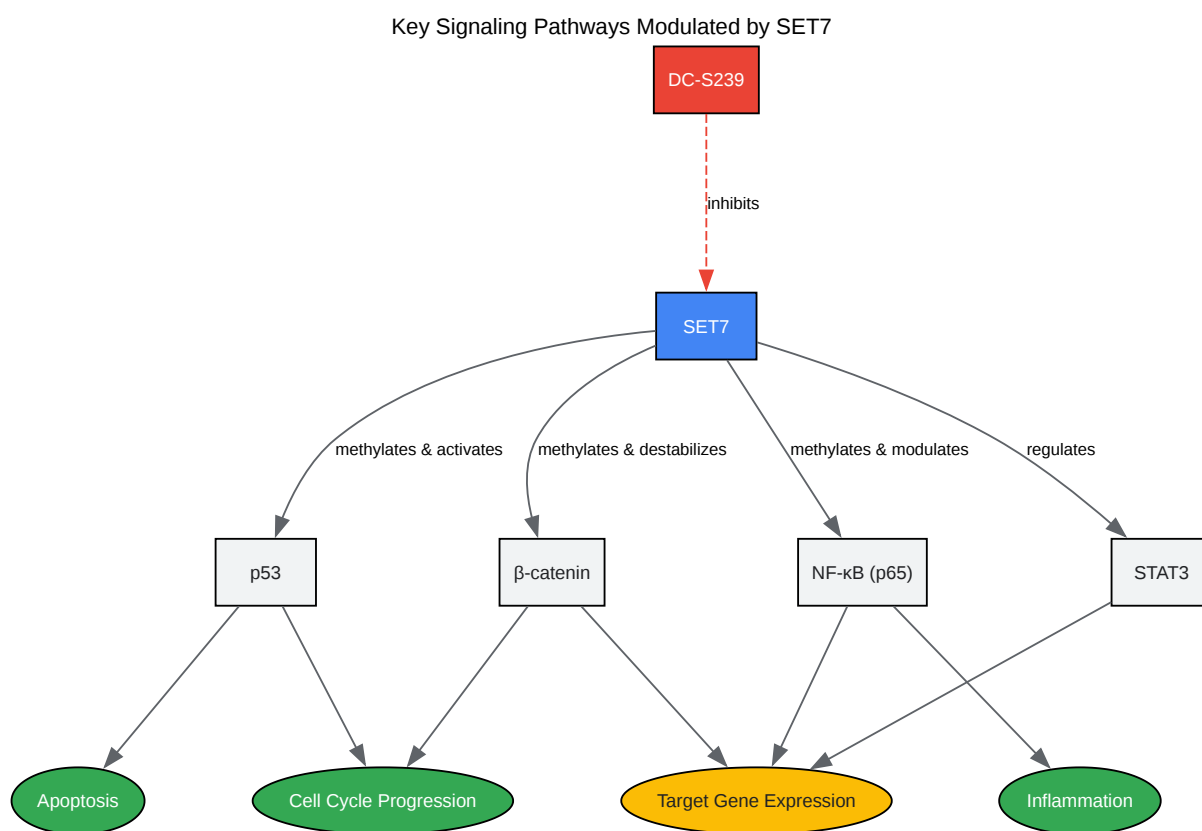 Key Signaling Pathways Modulated by SET7
DC-S239
inhibits
SET7
methylates & activates
methylates & destabilizes
methylates & modulates
regulates
p53
β-catenin
NF-κB (p65)
STAT3
Apoptosis
Cell Cycle Progression
Target Gene Expression
Inflammation